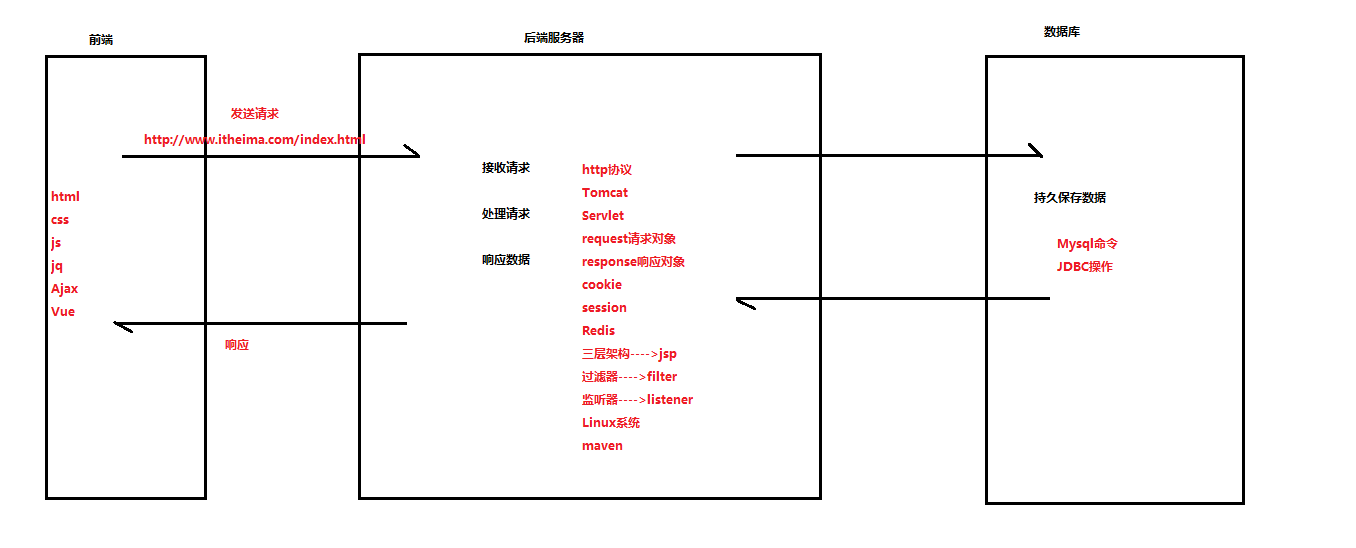 前端
后端服务器
数据库
发送请求
http://www.itheima.com/index.html
html
css
js
jq
Ajax
Vue
响应
接收请求
处理请求
响应数据
http协议
Tomcat
Servlet
request请求对象
response响应对象
cookie
session
Redis
三层架构---->jsp
过滤器---->filter
监听器---->listener
Linux系统
maven
持久保存数据
Mysql命令
JDBC操作